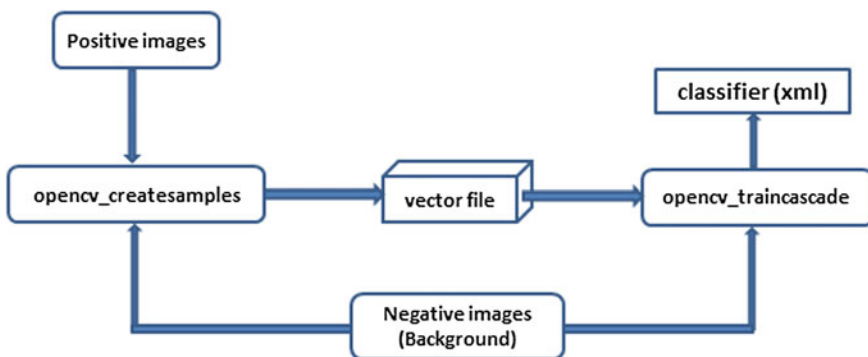 Positive images
classifier (xml)
opencv_createsamples
vector file
opencv_traincascade
Negative images
(Background)